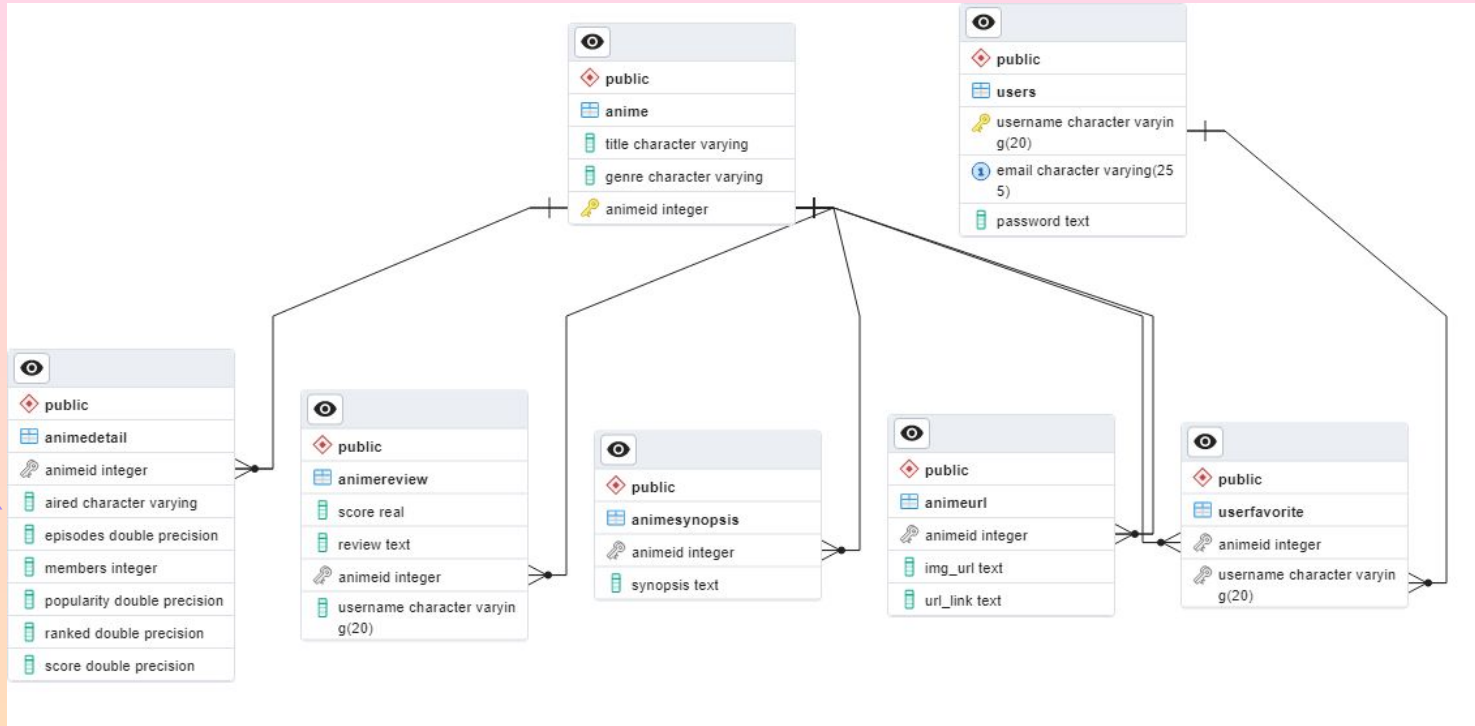 public
anime
title character varying
genre character varying
animeid integer
public
users
username character varyin
g(20)
1
email character varying(25
5)
password text
public
animedetail
animeid integer
aired character varying
episodes double precision
members integer
popularity double precision
ranked double precision
score double precision
public
animereview
score real
review text
animeid integer
username character varyin
g(20)
public
animesynopsis
animeid integer
synopsis text
public
animeurl
animeid integer
img_url text
url_link text
public
userfavorite
animeid integer
username character varyin
g(20)